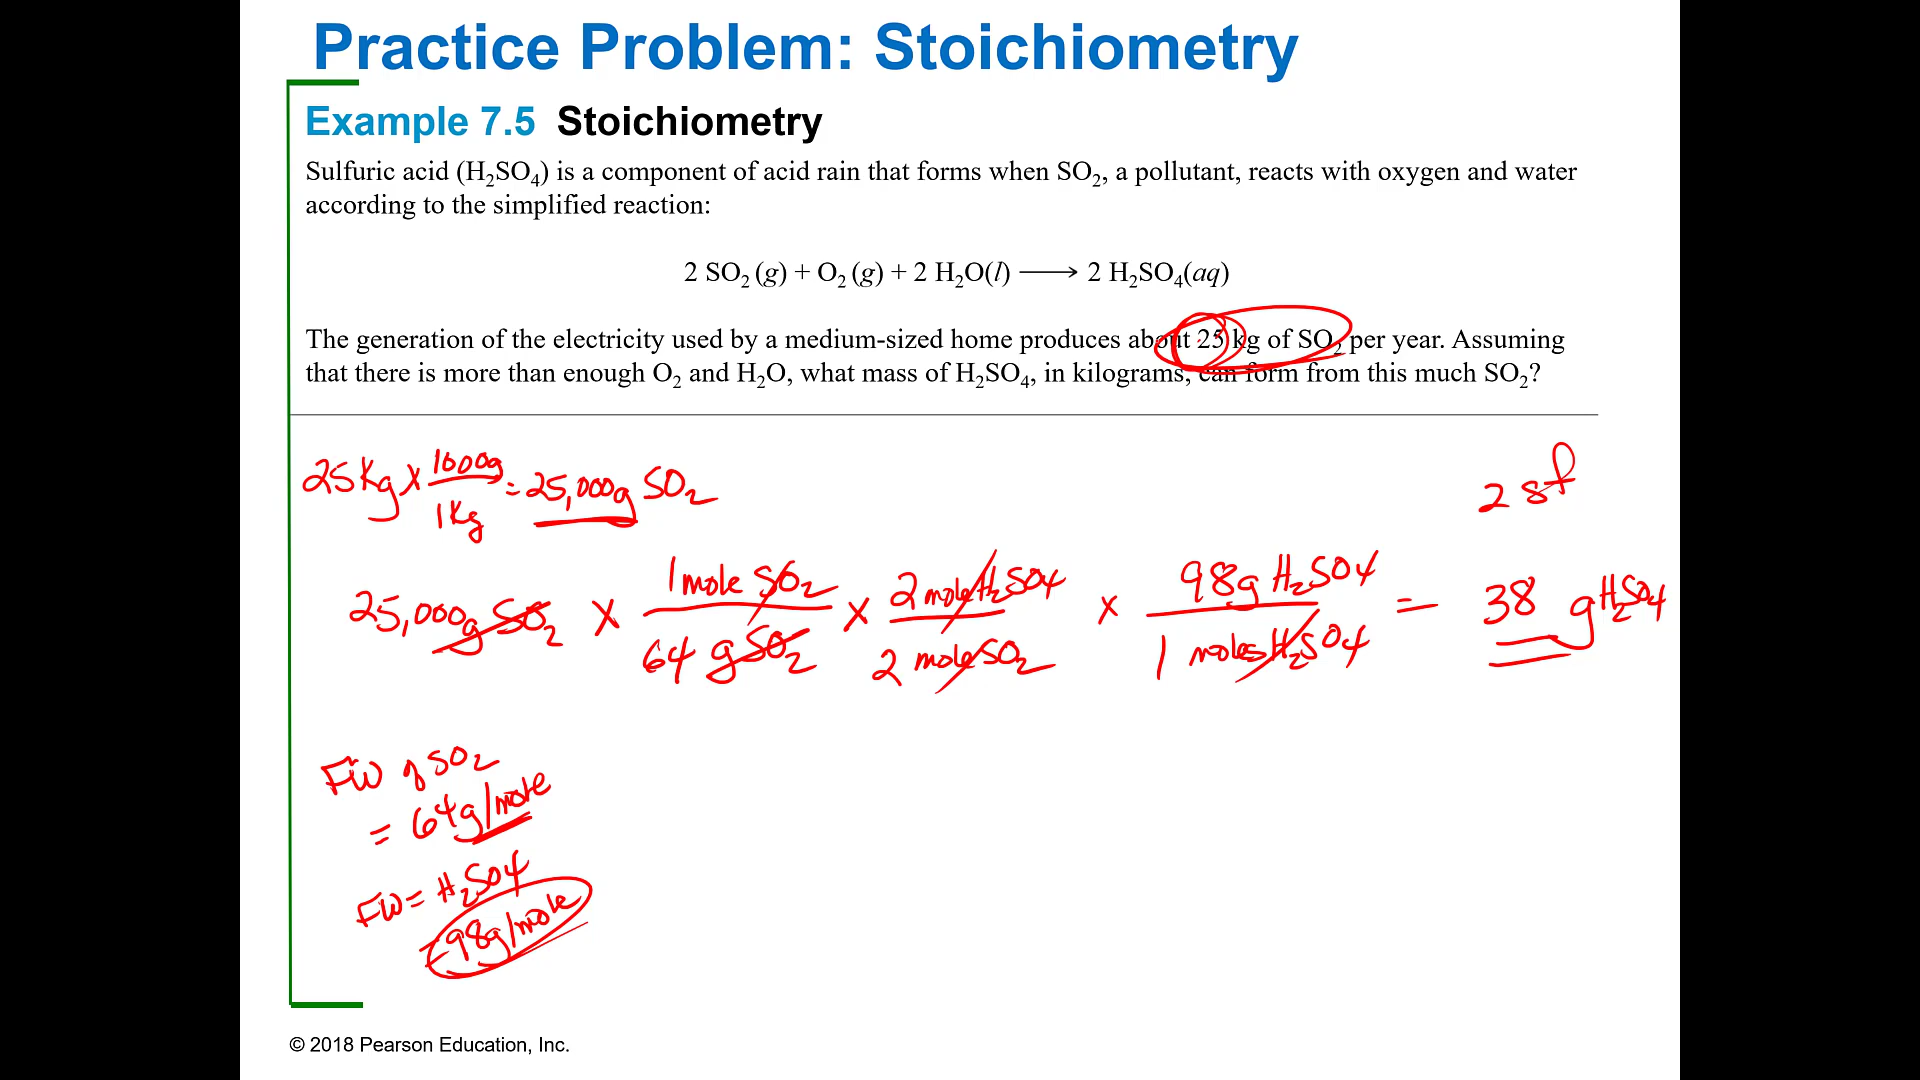 Practice Problem: Stoichiometry
Example 7.5 Stoichiometry
Sulfuric acid (H₂SO₄) is a component of acid rain that forms when SO₂, a pollutant, reacts with oxygen and water
according to the simplified reaction:
2 SO₂ (g) + O₂ (g) + 2 H₂O(l) ⟶ 2 H₂SO₄(aq)
The generation of the electricity used by a medium-sized home produces about 25 kg of SO₂ per year. Assuming
that there is more than enough O₂ and H₂O, what mass of H₂SO₄, in kilograms, can form from this much SO₂?
25 Kg x 1000g / 1 Kg = 25,000g SO₂
2 sf
25,000g SO₂ x 1 mole SO₂ / 64 g SO₂ x 2 mole H₂SO4 / 2 mole SO₂ x 98g H₂SO4 / 1 moles H₂SO4 = 38 g H₂SO4
FW of SO₂
= 64g/mole
FW = H₂SO4
= 98g/mole
© 2018 Pearson Education, Inc.